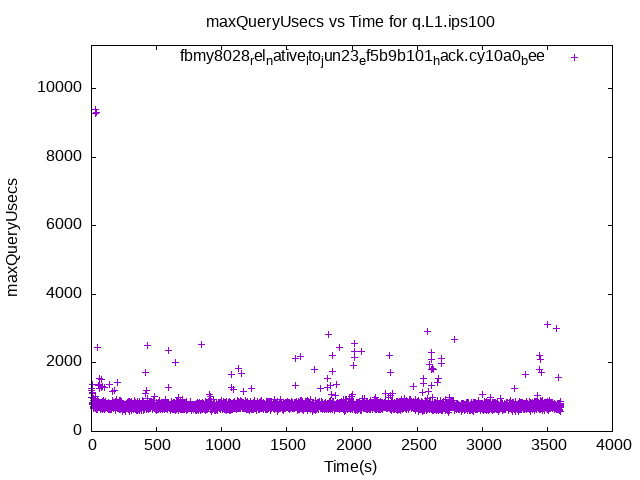 maxQueryUsecs vs Time for q.L1.ips100
fbmy8028relnativeltojun23ef5b9b101hack.cy10a0bee
10000
8000
6000
4000
2000
0
maxQueryUsecs
0 500 1000 1500 2000 2500 3000 3500 4000
Time(s)